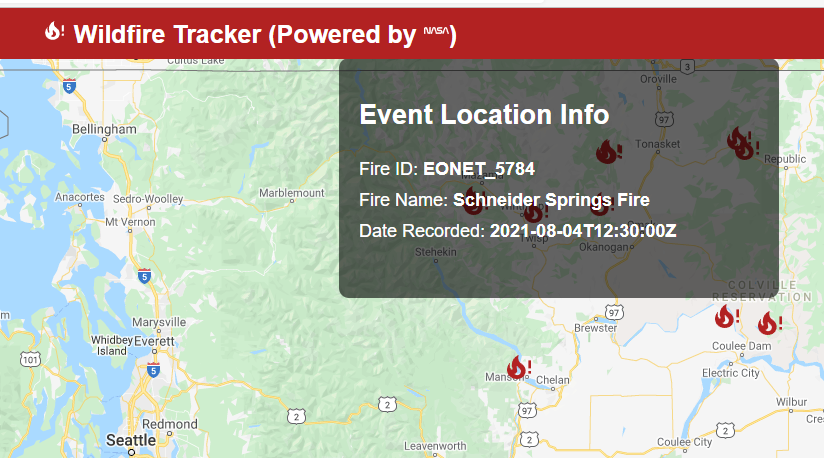 Wildfire Tracker (Powered by NASA)
Cultus Lake
5
3
Oroville
Event Location Info
97
Bellingham
Tonasket
Republic
Fire ID: EONET_5784
Anacortes
Sedro-Woolley
Marblemount
Mazama
Fire Name: Schneider Springs Fire
Mt Vernon
Date Recorded: 2021-08-04T12:30:00Z
Twisp
Okanogan
Stehekin
5
COLVILLE
RESERVATION
97
Marysville
Brewster
Whidbey
Island
Everett
Coulee Dam
101
5
Electric City
Chelan
2
2
97
Wilbur
Redmond
Seattle
2
2
Leavenworth
Coulee City